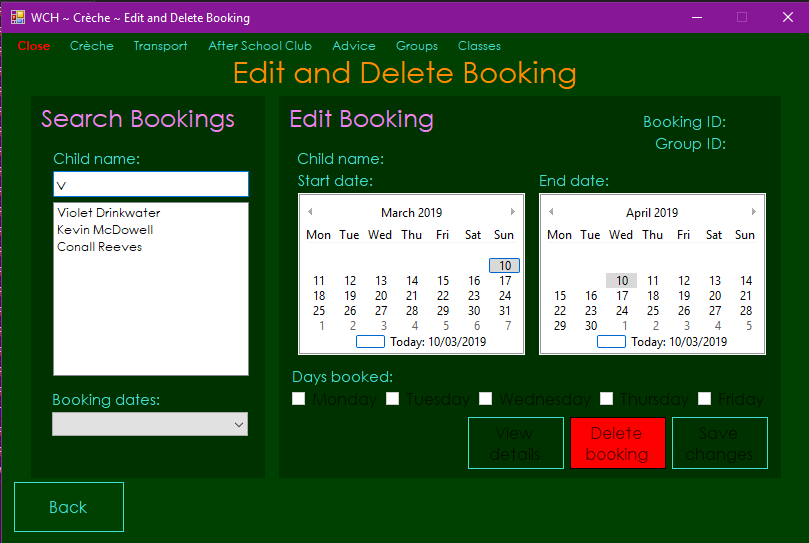 WCH ~ Crèche ~ Edit and Delete Booking
Close Crèche Transport After School Club Advice Groups Classes
Edit and Delete Booking
Search Bookings
Child name:
v
Violet Drinkwater
Kevin McDowell
Conall Reeves
Booking dates:
Edit Booking
Booking ID:
Group ID:
Child name:
Start date:
March 2019
Mon Tue Wed Thu Fri Sat Sun
10
11 12 13 14 15 16 17
18 19 20 21 22 23 24
25 26 27 28 29 30 31
1 2 3 4 5 6 7
Today: 10/03/2019
End date:
April 2019
Mon Tue Wed Thu Fri Sat Sun
10 11 12 13 14
15 16 17 18 19 20 21
22 23 24 25 26 27 28
29 30 1 2 3 4 5
Today: 10/03/2019
Days booked:
Monday Tuesday Wednesday Thursday Friday
View
details
Delete
booking
Save
changes
Back